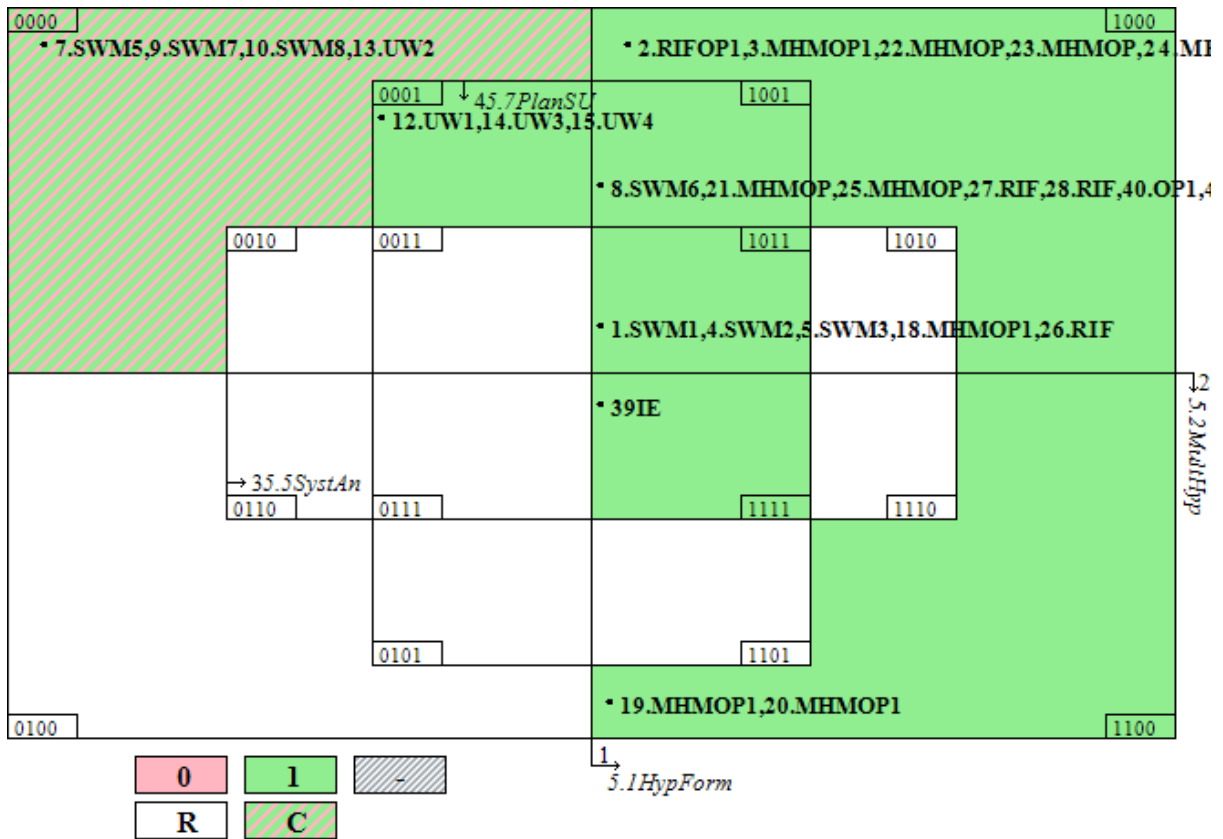 0000
1000
7.SWM5,9.SWM7,10.SWM8,13.UW2
2.RIFOP1,3.MHMOP1,22.MHMOP,23.MHMOP,24.MH
0001
45.7PlanSU
1001
12.UW1,14.UW3,15.UW4
8.SWM6,21.MHMOP,25.MHMOP,27.RIF,28.RIF,40.OP1,4
0010
0011
1011
1010
1.SWM1,4.SWM2,5.SWM3,18.MHMOP1,26.RIF
2
5.2MultHyp
39IE
35.5SystAn
0110
0111
1111
1110
0101
1101
19.MHMOP1,20.MHMOP1
0100
1100
1
5.1HypForm
0
1
-
R
C